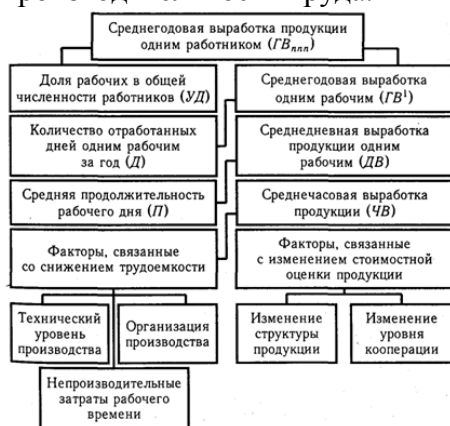 Среднегодовая выработка продукции
одним работником (ГВппп)
Доля рабочих в общей
численности работников (УД)
Среднегодовая выработка
одним рабочим (ГВ¹)
Количество отработанных
дней одним рабочим
за год (Д)
Среднедневная выработка
продукции одним
рабочим (ДВ)
Средняя продолжительность
рабочего дня (П)
Среднечасовая выработка
продукции (ЧВ)
Факторы, связанные
со снижением трудоемкости
Факторы, связанные
с изменением стоимостной
оценки продукции
Технический
уровень
производства
Организация
производства
Изменение
структуры
продукции
Изменение
уровня
кооперации
Непроизводительные
затраты рабочего
времени